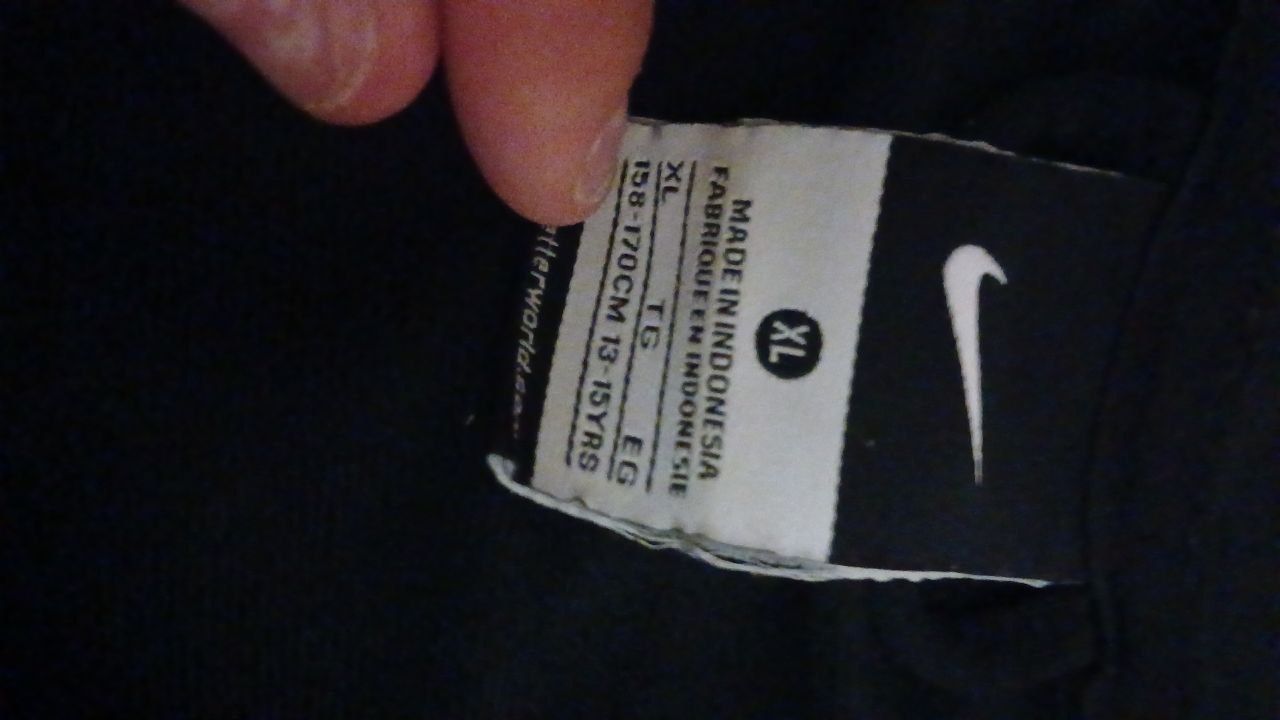 XL
MADE IN INDONESIA
FABRIQUE EN INDONESIE
XL TG EG
158-170CM 13-15YRS